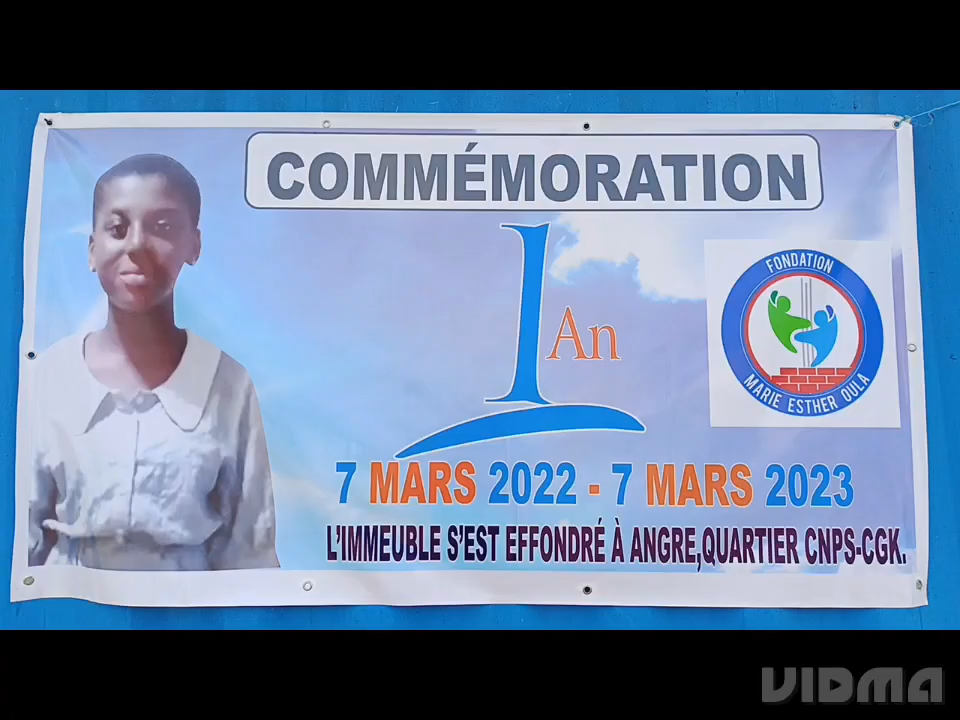 COMMÉMORATION
1 An
FONDATION
MARIE ESTHER OULA
7 MARS 2022 - 7 MARS 2023
L'IMMEUBLE S'EST EFFONDRÉ À ANGRE,QUARTIER CNPS-CGK.
VIDMA